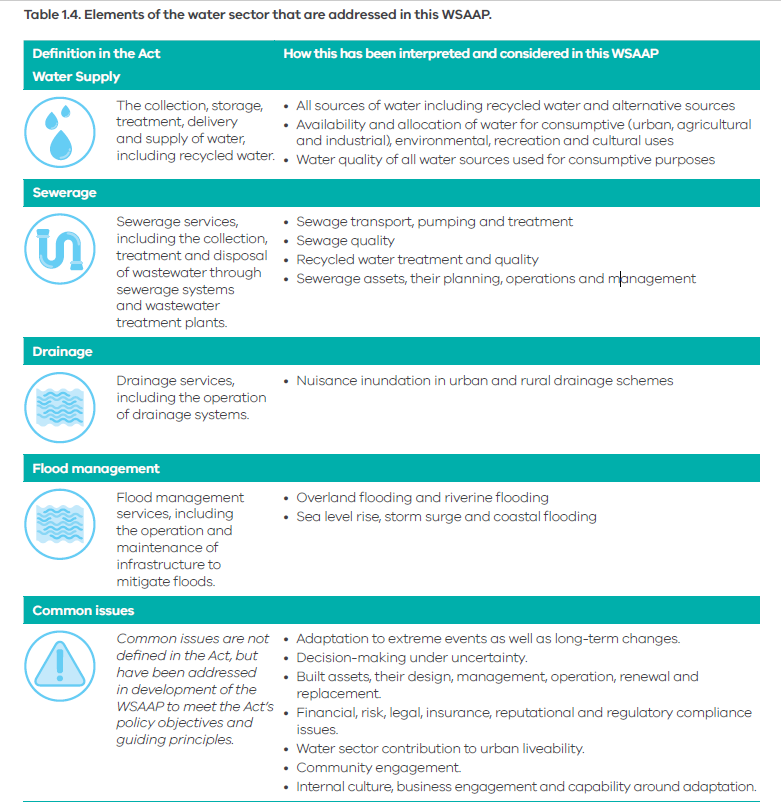 Table 1.4. Elements of the water sector that are addressed in this WSAAP.
Definition in the Act
How this has been interpreted and considered in this WSAAP
Water Supply
The collection, storage,
treatment, delivery
and supply of water,
including recycled water.
• All sources of water including recycled water and alternative sources
• Availability and allocation of water for consumptive (urban, agricultural
and industrial), environmental, recreation and cultural uses
• Water quality of all water sources used for consumptive purposes
Sewerage
Sewerage services,
including the collection,
treatment and disposal
of wastewater through
sewerage systems
and wastewater
treatment plants.
• Sewage transport, pumping and treatment
• Sewage quality
• Recycled water treatment and quality
• Sewerage assets, their planning, operations and management
Drainage
Drainage services,
including the operation
of drainage systems.
• Nuisance inundation in urban and rural drainage schemes
Flood management
Flood management
services, including
the operation and
maintenance of
infrastructure to
mitigate floods.
• Overland flooding and riverine flooding
• Sea level rise, storm surge and coastal flooding
Common issues
Common issues are not
defined in the Act, but
have been addressed
in development of the
WSAAP to meet the Act's
policy objectives and
guiding principles.
• Adaptation to extreme events as well as long-term changes.
• Decision-making under uncertainty.
• Built assets, their design, management, operation, renewal and
replacement.
• Financial, risk, legal, insurance, reputational and regulatory compliance
issues.
• Water sector contribution to urban liveability.
• Community engagement.
• Internal culture, business engagement and capability around adaptation.